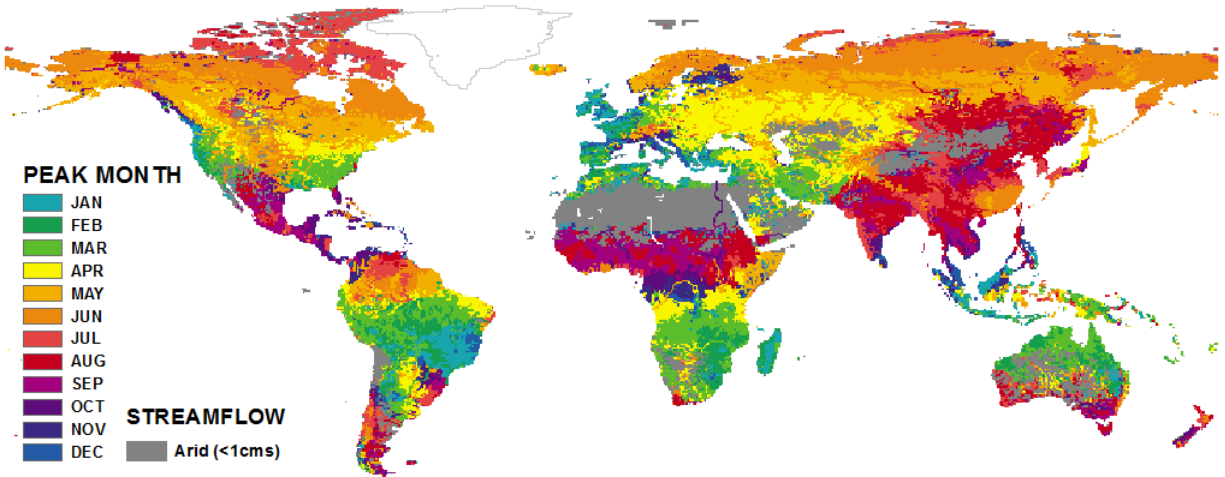 PEAK MONTH
JAN
FEB
MAR
APR
MAY
JUN
JUL
AUG
SEP
OCT
NOV
DEC
STREAMFLOW
Arid (<1cms)